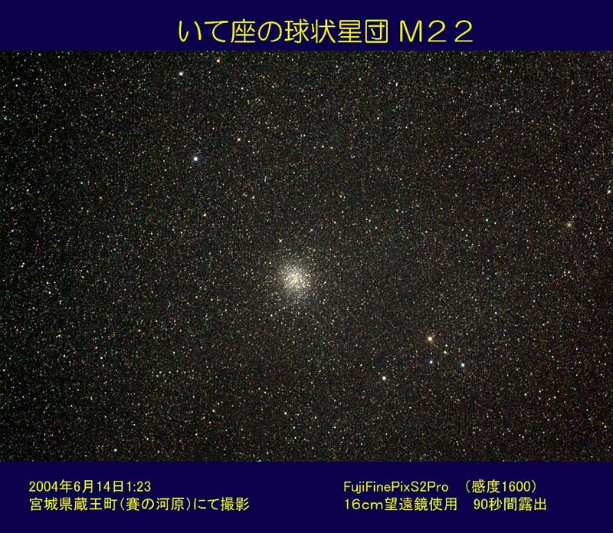 いて座の球状星団 M22
2004年6月14日1:23
宮城県蔵王町(賽の河原)にて撮影
FujiFinePixS2Pro (感度1600)
16cm望遠鏡使用 90秒間露出